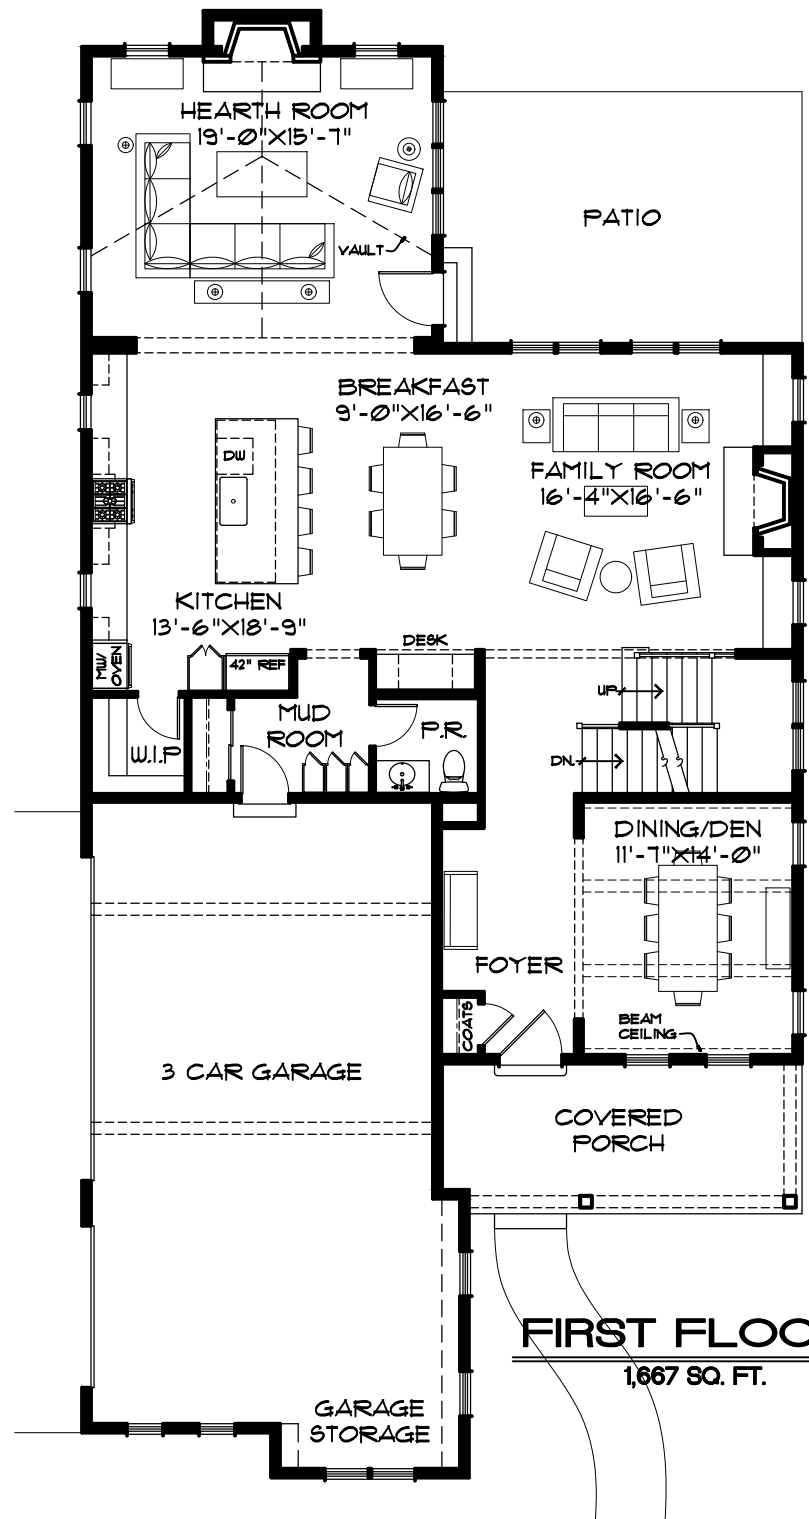 HEARTH ROOM
19'-0"X15'-7"
PATIO
VAULT
BREAKFAST
9'-0"X16'-6"
DW
FAMILY ROOM
16'-4"X16'-6"
KITCHEN
13'-6"X18'-9"
DESK
MW/
OVEN
42" REF
UP
MUD
ROOM
P.R.
W.I.P
DN.
DINING/DEN
11'-7"X14'-0"
FOYER
COATS
BEAM
CEILING
3 CAR GARAGE
COVERED
PORCH
FIRST FLOO
1,667 SQ. FT.
GARAGE
STORAGE